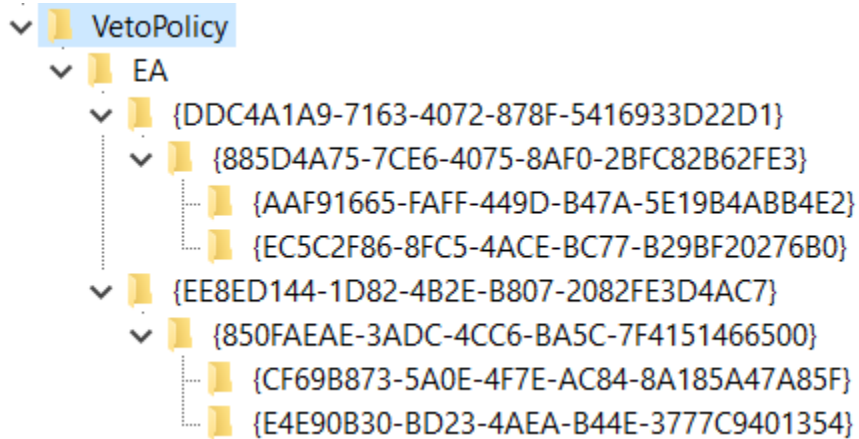 VetoPolicy
EA
{DDC4A1A9-7163-4072-878F-5416933D22D1}
{885D4A75-7CE6-4075-8AF0-2BFC82B62FE3}
{AAF91665-FAFF-449D-B47A-5E19B4ABB4E2}
{EC5C2F86-8FC5-4ACE-BC77-B29BF20276B0}
{EE8ED144-1D82-4B2E-B807-2082FE3D4AC7}
{850FAEAE-3ADC-4CC6-BA5C-7F4151466500}
{CF69B873-5A0E-4F7E-AC84-8A185A47A85F}
{E4E90B30-BD23-4AEA-B44E-3777C9401354}